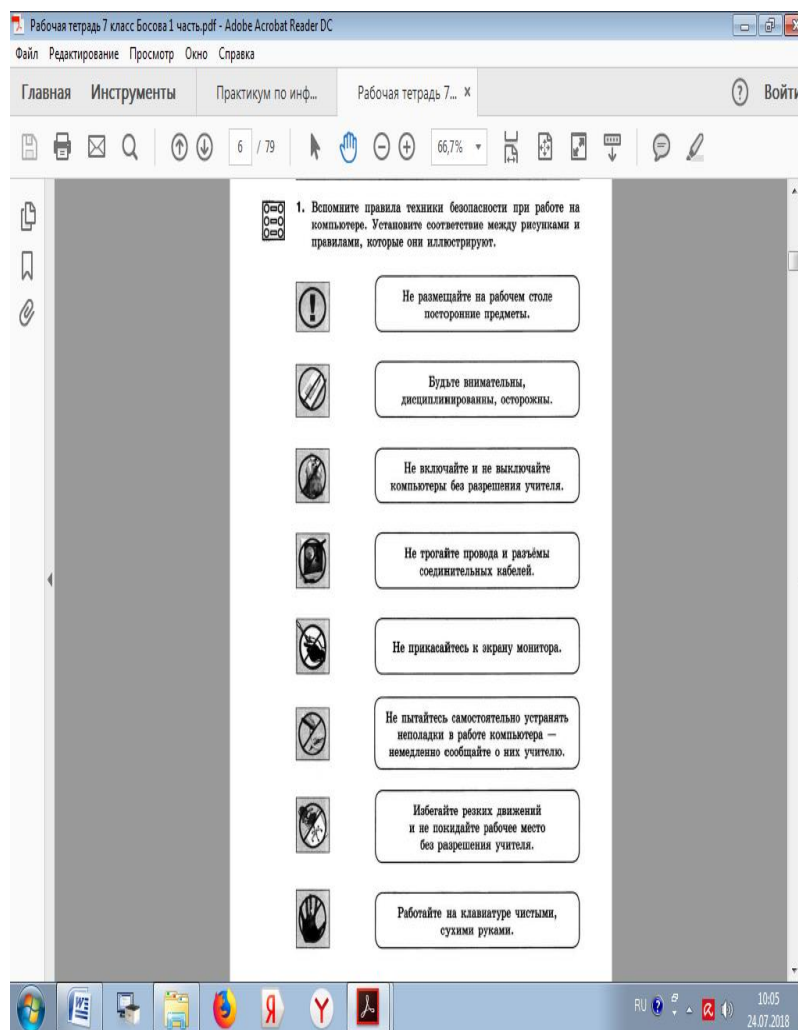 Рабочая тетрадь 7 класс Босова 1 часть.pdf - Adobe Acrobat Reader DC
Файл Редактирование Просмотр Окно Справка
Главная Инструменты Практикум по инф... Рабочая тетрадь 7... × ? Войти
6 / 79 66,7%
1. Вспомните правила техники безопасности при работе на
компьютере. Установите соответствие между рисунками и
правилами, которые они иллюстрируют.
Не размещайте на рабочем столе
посторонние предметы.
Будьте внимательны,
дисциплинированны, осторожны.
Не включайте и не выключайте
компьютеры без разрешения учителя.
Не трогайте провода и разъёмы
соединительных кабелей.
Не прикасайтесь к экрану монитора.
Не пытайтесь самостоятельно устранять
неполадки в работе компьютера —
немедленно сообщайте о них учителю.
Избегайте резких движений
и не покидайте рабочее место
без разрешения учителя.
Работайте на клавиатуре чистыми,
сухими руками.
RU 10:05
24.07.2018